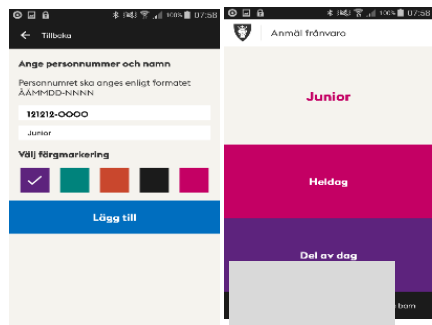 100% 07:58
Tillbaka
Ange personnummer och namn
Personnumret ska anges enligt formatet
ÅÅMMDD-NNNN
121212-0000
Junior
Välj färgmarkering
Lägg till
100% 07:58
Anmäl frånvaro
Junior
Heldag
Del av dag
barn